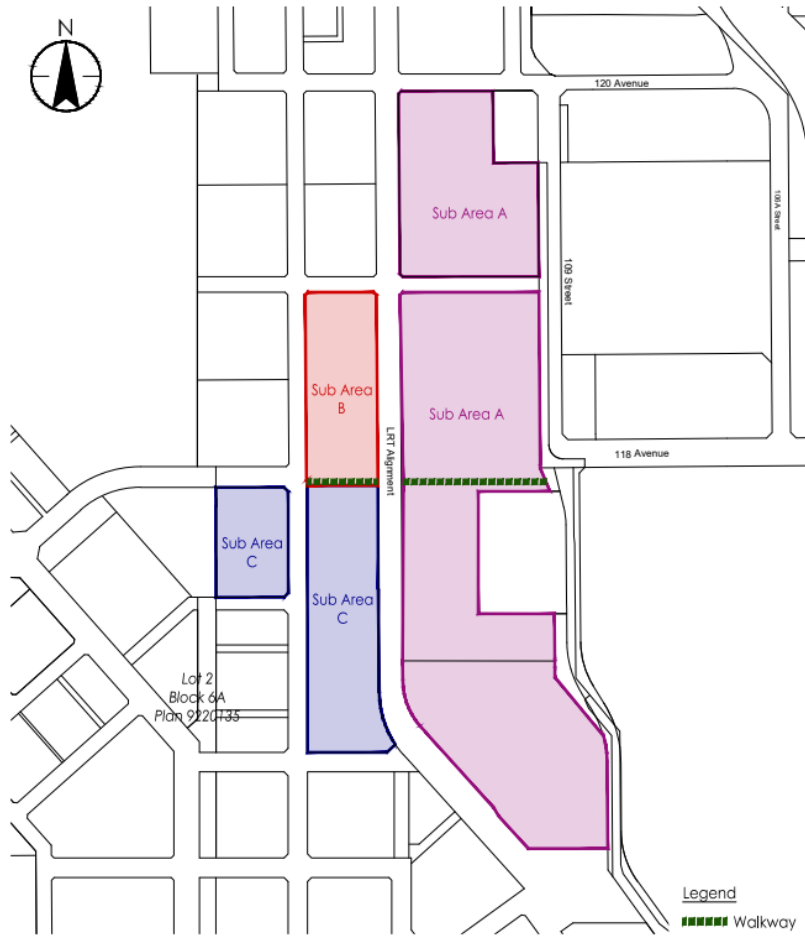 N
120 Avenue
Sub Area A
106A Street
109 Street
Sub Area
B
Sub Area A
LRT Alignment
118 Avenue
Sub Area
C
Sub Area
C
Lot 2
Block 6A
Plan 9220135
Legend
Walkway